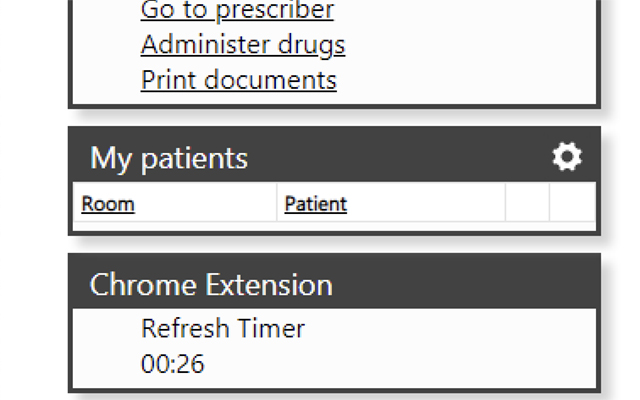 Go to prescriber
Administer drugs
Print documents
My patients
Room Patient
Chrome Extension
Refresh Timer
00:26